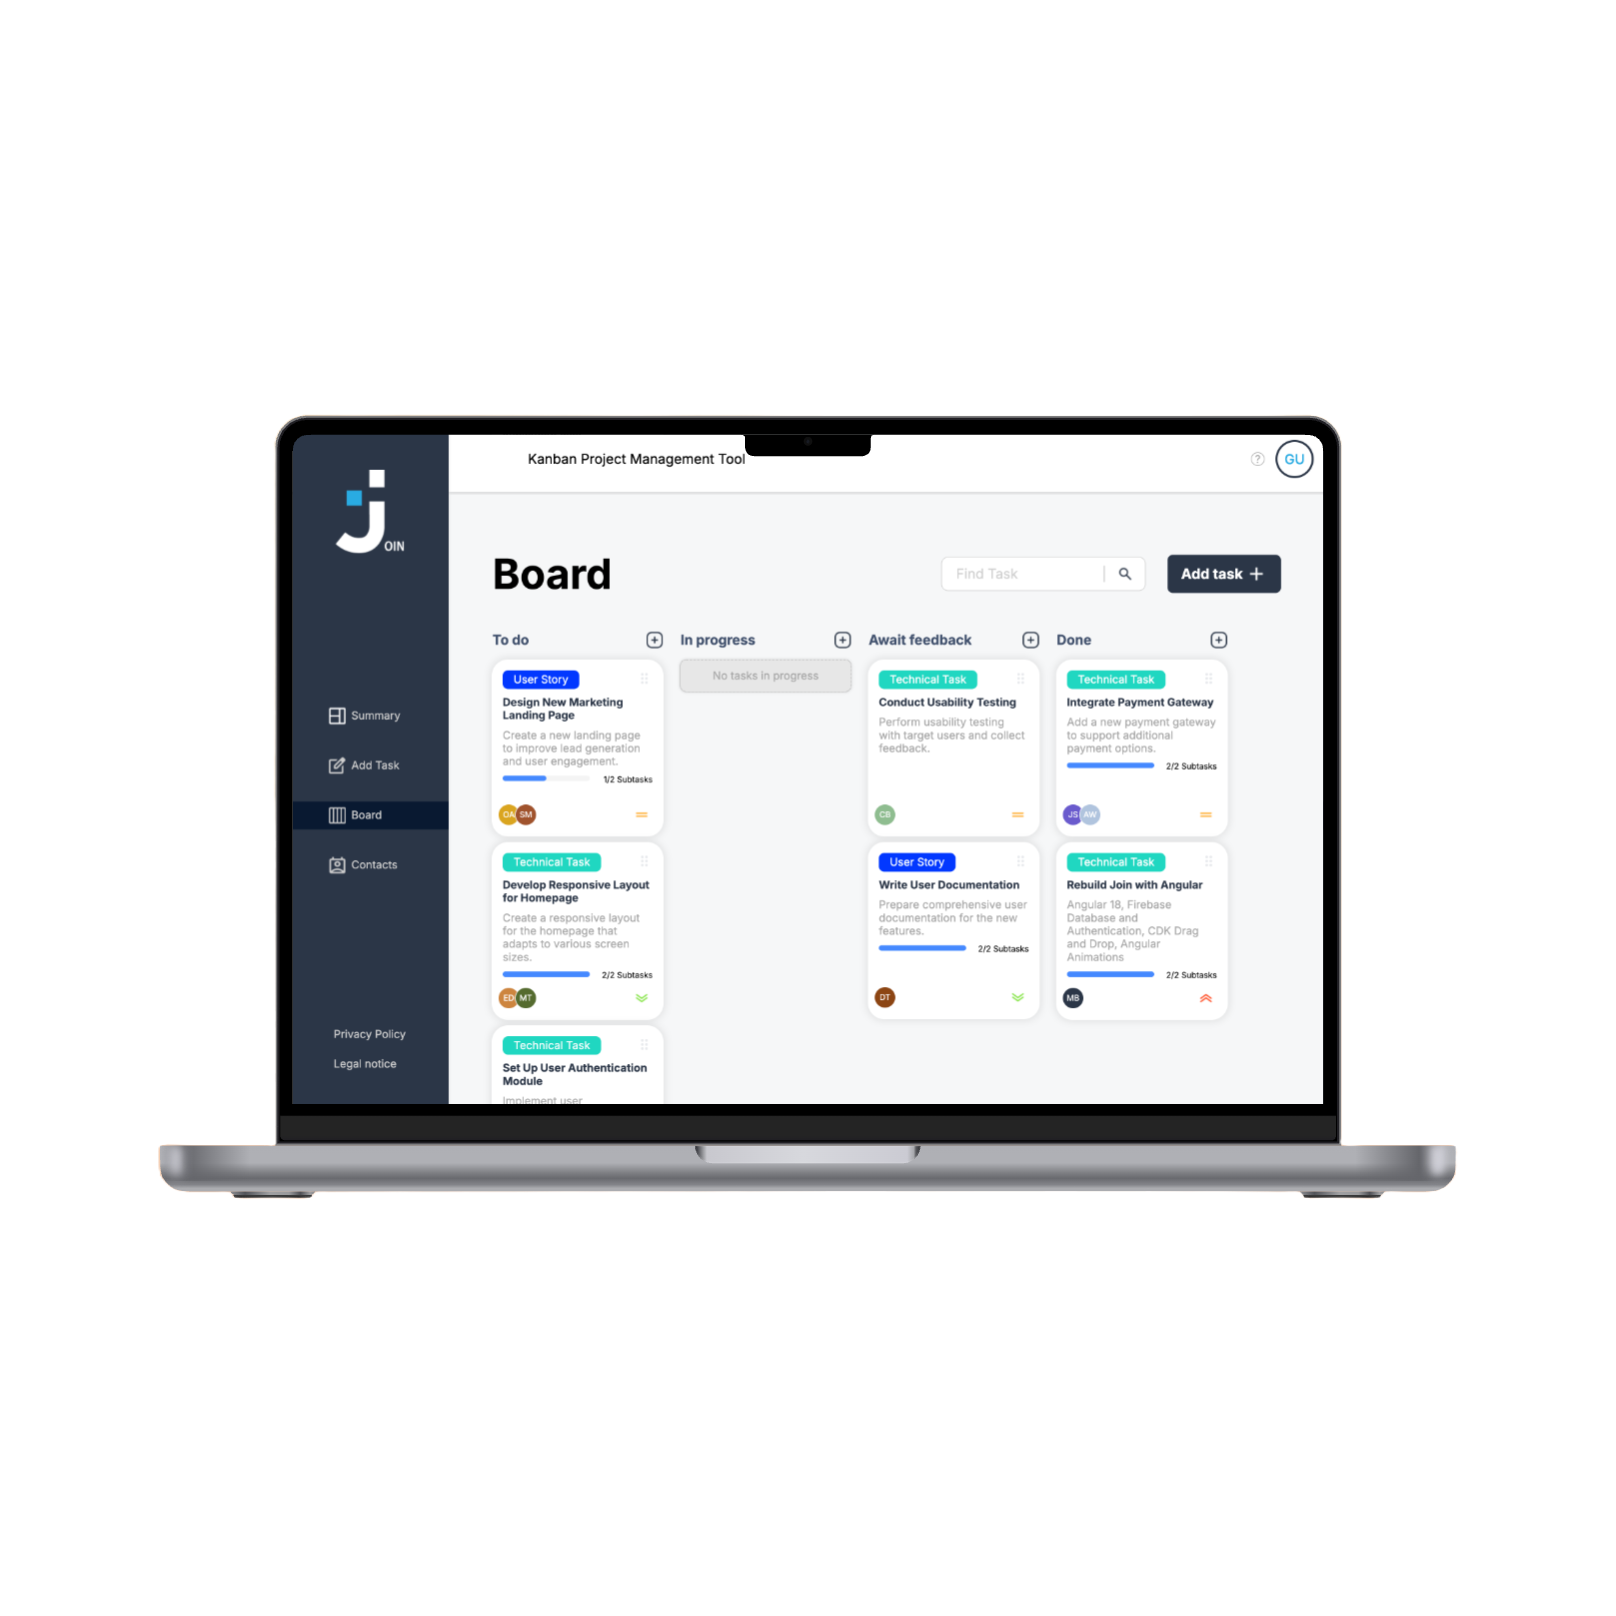 Kanban Project Management Tool
?
GU
OIN
Summary
Add Task
Board
Contacts
Privacy Policy
Legal notice
Board
Find Task
Add task
To do
User Story
Design New Marketing
Landing Page
Create a new landing page
to improve lead generation
and user engagement.
1/2 Subtasks
OA SM
Technical Task
Develop Responsive Layout
for Homepage
Create a responsive layout
for the homepage that
adapts to various screen
sizes.
2/2 Subtasks
ED MT
Technical Task
Set Up User Authentication
Module
Implement user
In progress
No tasks in progress
Await feedback
Technical Task
Conduct Usability Testing
Perform usability testing
with target users and collect
feedback.
CB
User Story
Write User Documentation
Prepare comprehensive user
documentation for the new
features.
2/2 Subtasks
DT
Done
Technical Task
Integrate Payment Gateway
Add a new payment gateway
to support additional
payment options.
2/2 Subtasks
JS AW
Technical Task
Rebuild Join with Angular
Angular 18, Firebase
Database and
Authentication, CDK Drag
and Drop, Angular
Animations
2/2 Subtasks
MB